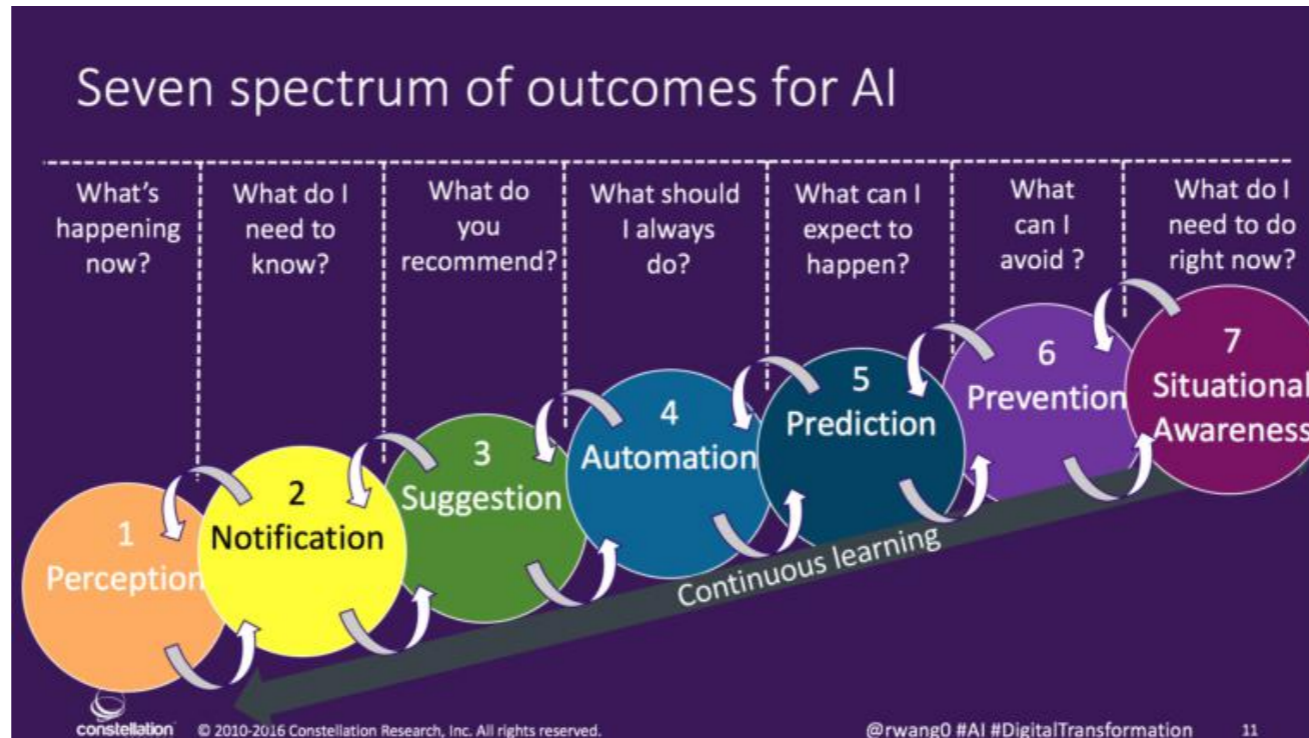 Seven spectrum of outcomes for AI
What's
happening
now?
What do I
need to
know?
What do
you
recommend?
What should
I always
do?
What can I
expect to
happen?
What
can I
avoid ?
What do I
need to do
right now?
1
Perception
2
Notification
3
Suggestion
4
Automation
5
Prediction
6
Prevention
7
Situational
Awareness
Continuous learning
constellation
© 2010-2016 Constellation Research, Inc. All rights reserved.
@rwang0 #AI #DigitalTransformation
11